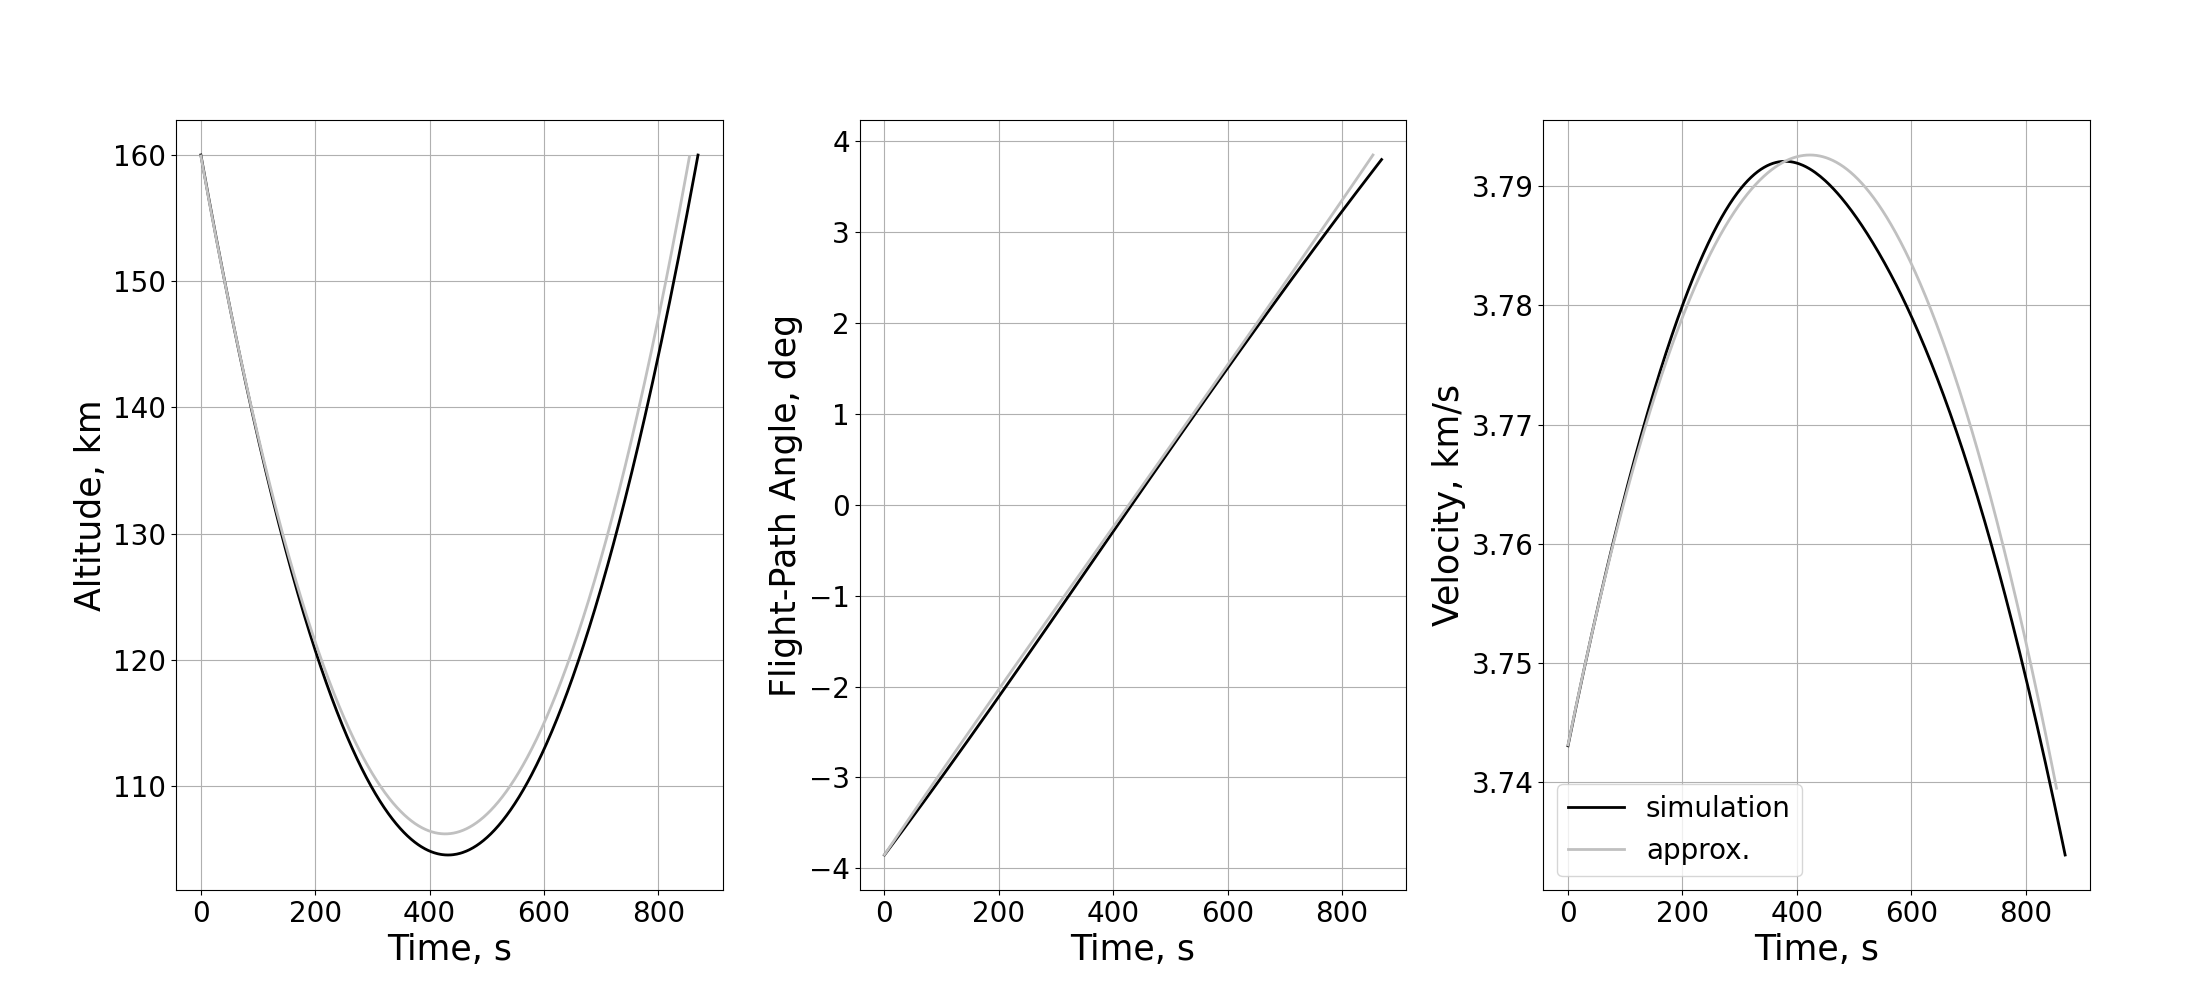 Altitude, km
160
150
140
130
120
110
0 200 400 600 800
Time, s
Flight-Path Angle, deg
4
3
2
1
0
−1
−2
−3
−4
0 200 400 600 800
Time, s
Velocity, km/s
3.79
3.78
3.77
3.76
3.75
3.74
simulation
approx.
0 200 400 600 800
Time, s